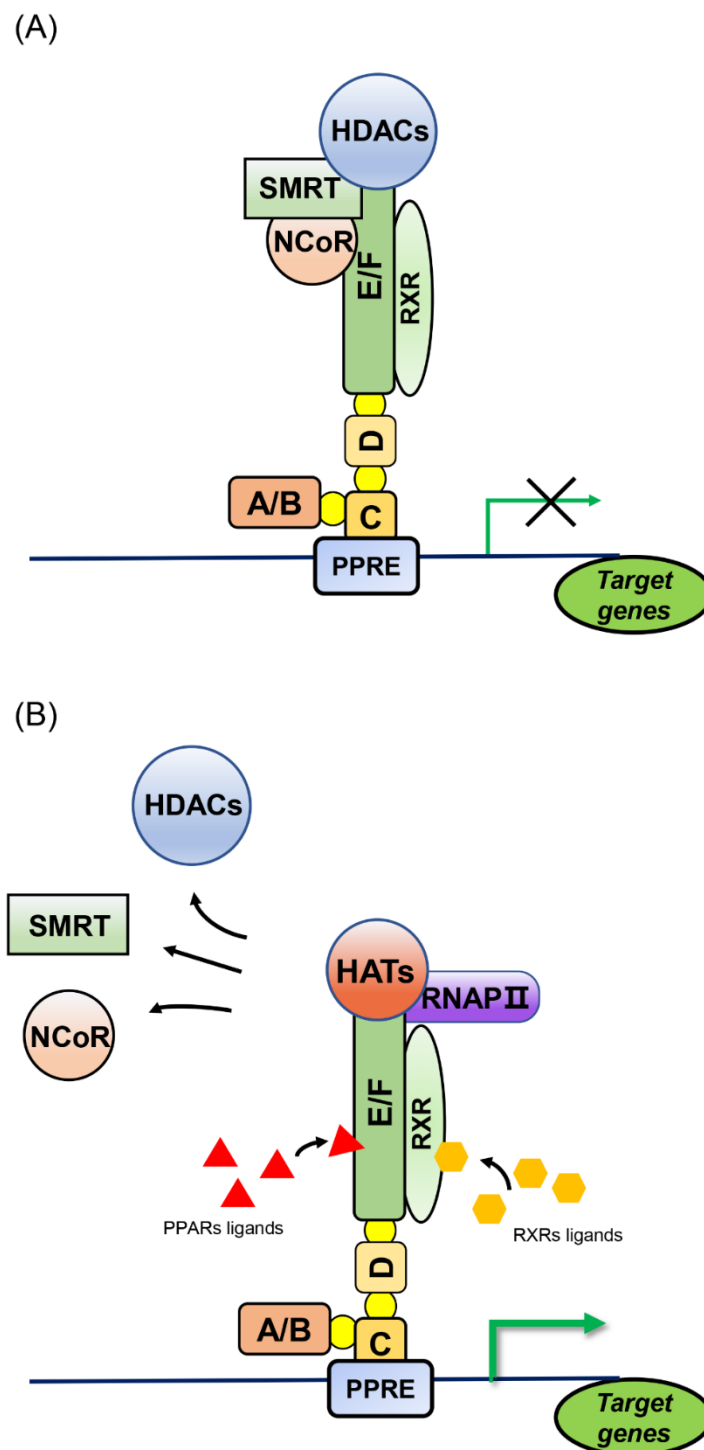 (A)
HDACs
SMRT
NCoR
E/F
RXR
D
A/B
C
PPRE
Target
genes
(B)
HDACs
SMRT
HATs
RNAPⅡ
NCoR
E/F
RXR
PPARs ligands
RXRs ligands
D
A/B
C
PPRE
Target
genes